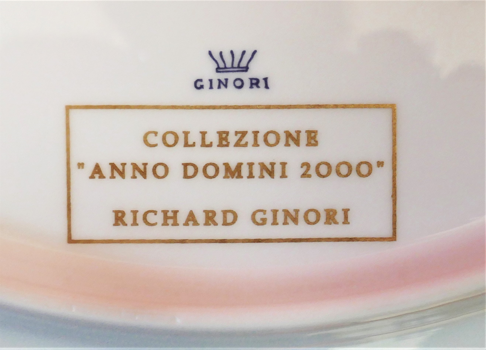 GINORI
COLLEZIONE
"ANNO DOMINI 2000"
RICHARD GINORI